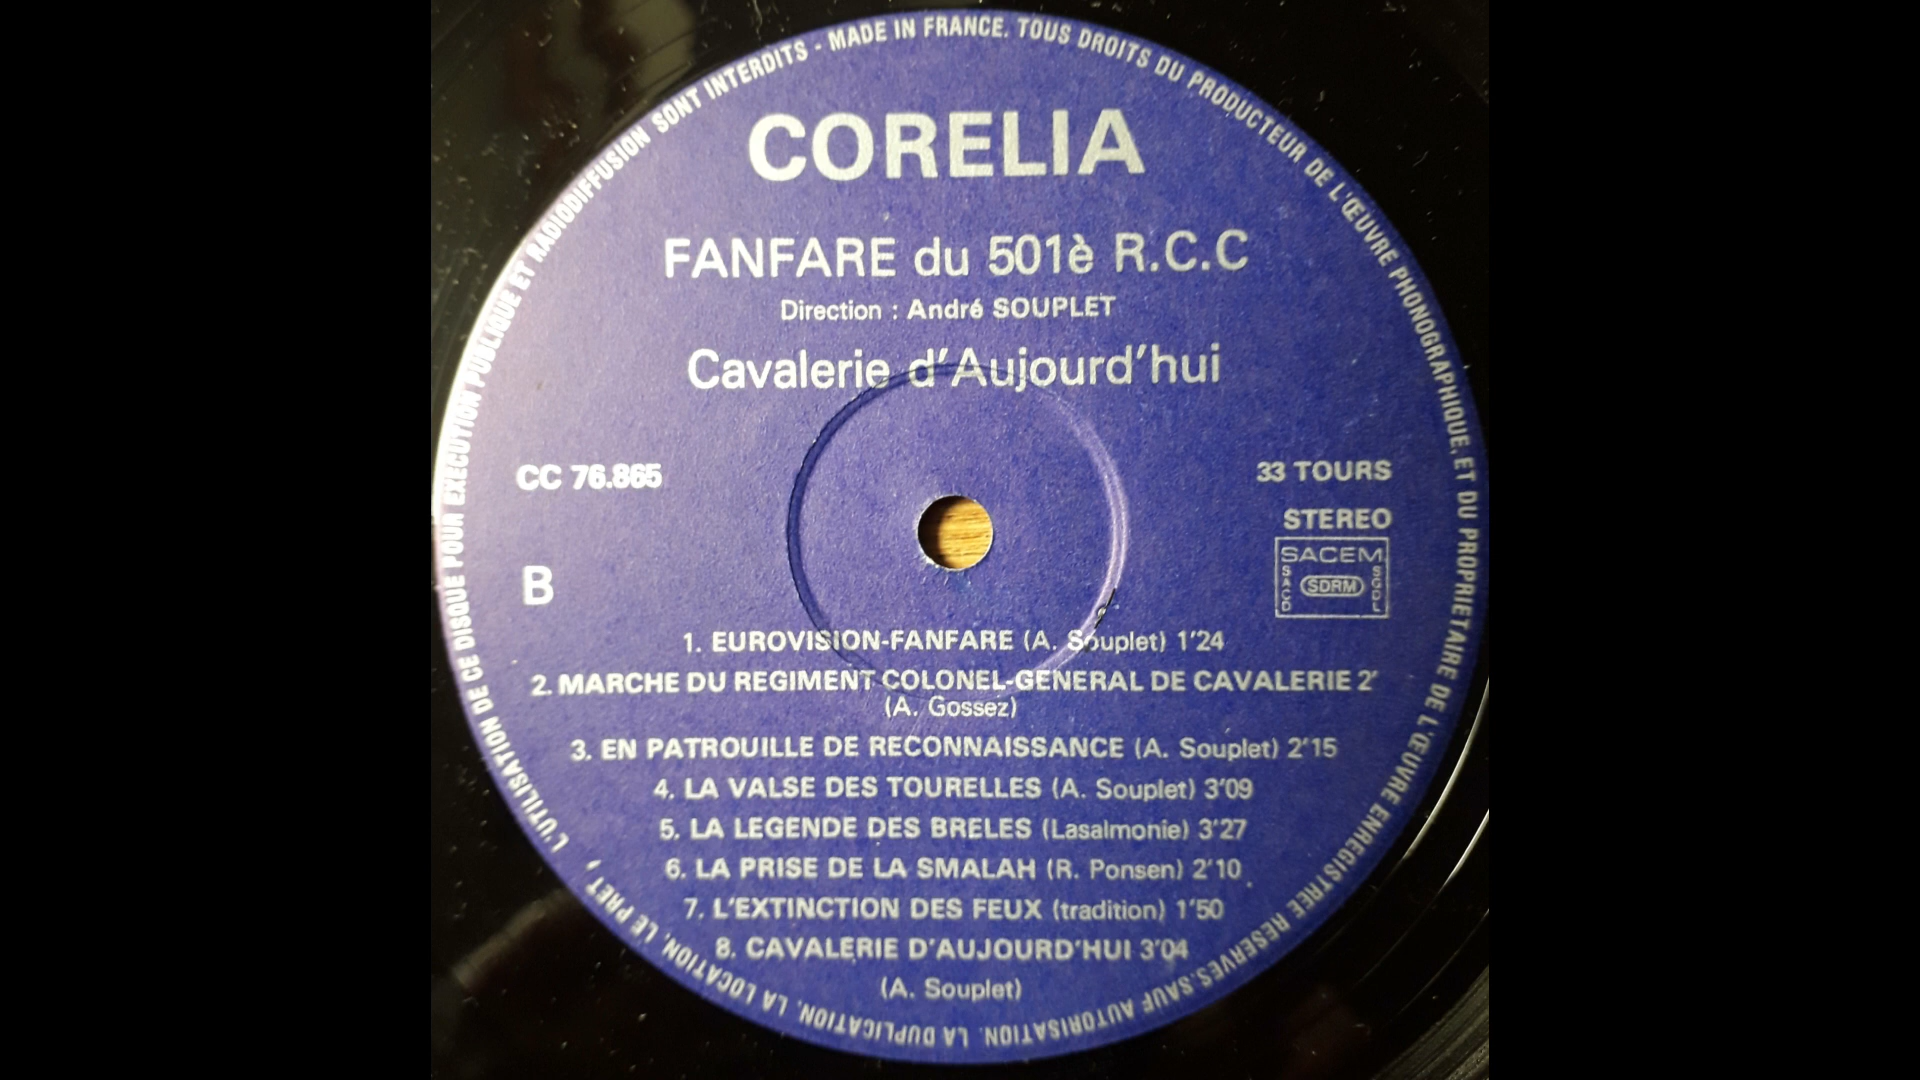 L'UTILISATION DE CE DISQUE POUR EXECUTION PUBLIQUE ET RADIODIFFUSION SONT INTERDITS - MADE IN FRANCE. TOUS DROITS DU PRODUCTEUR DE L'ŒUVRE PHONOGRAPHIQUE, ET DU PROPRIETAIRE DE L'ŒUVRE ENREGISTREE RESERVES. SAUF AUTORISATION. LA DUPLICATION. LA LOCATION. LE PRET,
CORELIA
FANFARE du 501è R.C.C
Direction : André SOUPLET
Cavalerie d'Aujourd'hui
CC 76.865
33 TOURS
STEREO
B
SACEM
SACD
SDRM
SGDL
1. EUROVISION-FANFARE (A. Souplet) 1'24
2. MARCHE DU REGIMENT COLONEL-GENERAL DE CAVALERIE 2'
(A. Gossez)
3. EN PATROUILLE DE RECONNAISSANCE (A. Souplet) 2'15
4. LA VALSE DES TOURELLES (A. Souplet) 3'09
5. LA LEGENDE DES BRELES (Lasalmonie) 3'27
6. LA PRISE DE LA SMALAH (R. Ponsen) 2'10
7. L'EXTINCTION DES FEUX (tradition) 1'50
8. CAVALERIE D'AUJOURD'HUI 3'04
(A. Souplet)